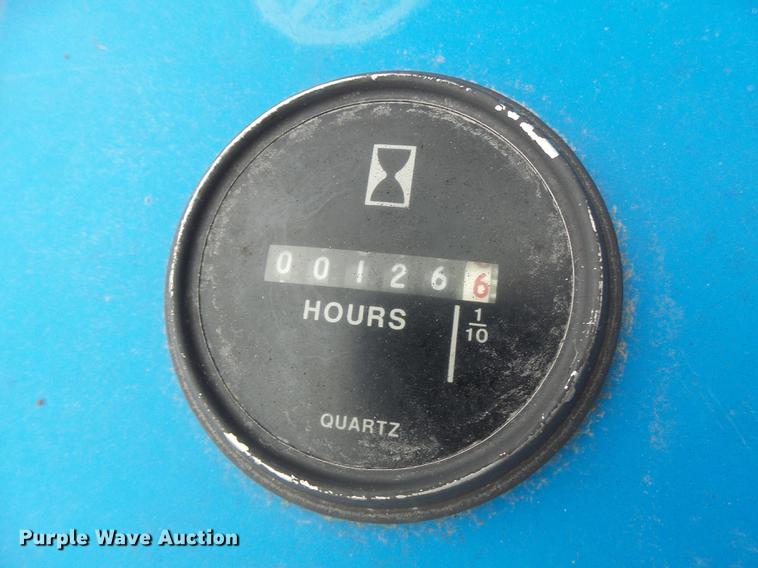 001266
HOURS 1/10
QUARTZ
Purple Wave Auction